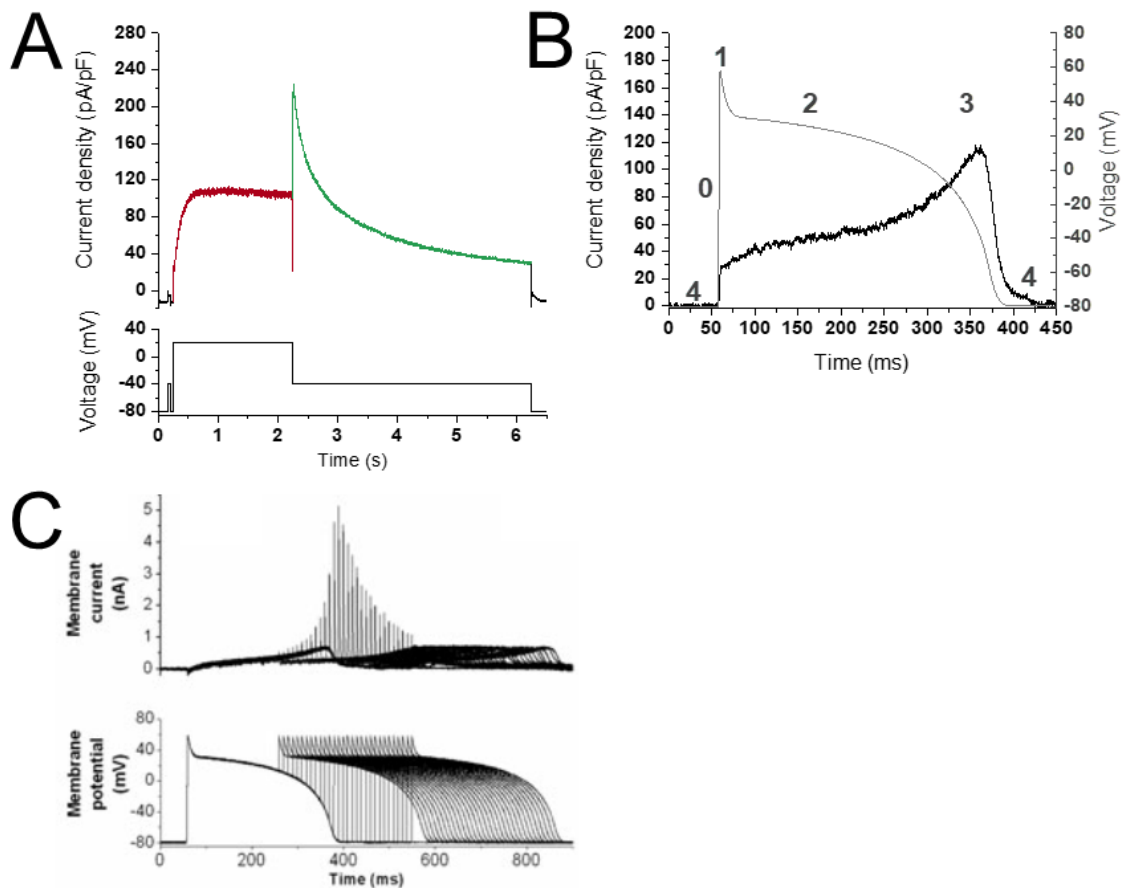 A
Current density (pA/pF)
280
240
200
160
120
80
40
0
Voltage (mV)
40
0
-40
-80
0 1 2 3 4 5 6
Time (s)
B
Current density (pA/pF)
200
180
160
140
120
100
80
60
40
20
0
4 0 1 2 3 4
80
60
40
20
0
-20
-40
-60
-80
Voltage (mV)
0 50 100 150 200 250 300 350 400 450
Time (ms)
C
Membrane
current
(nA)
5
4
3
2
1
0
Membrane
potential
(mV)
80
40
0
-40
-80
0 200 400 600 800
Time (ms)